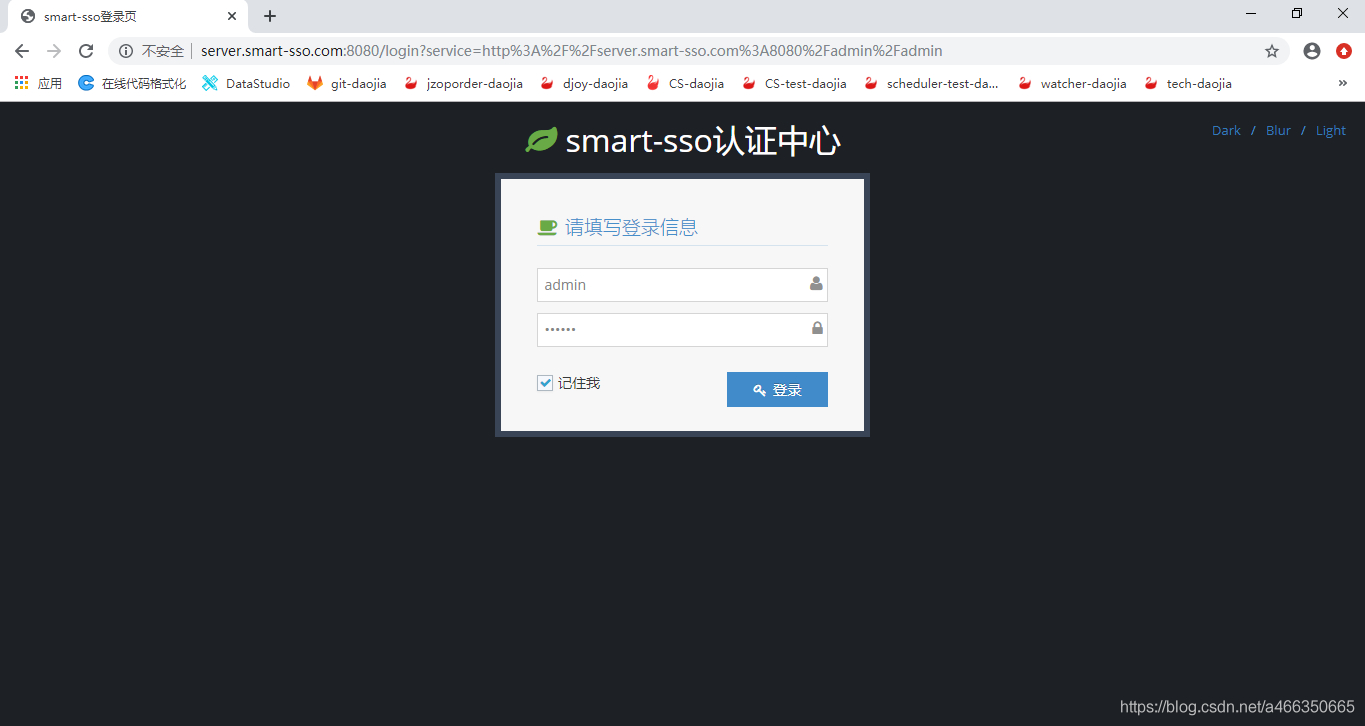 smart-sso登录页
不安全 server.smart-sso.com:8080/login?service=http%3A%2F%2Fserver.smart-sso.com%3A8080%2Fadmin%2Fadmin
应用 在线代码格式化 DataStudio git-daojia jzoporder-daojia djoy-daojia CS-daojia CS-test-daojia scheduler-test-da... watcher-daojia tech-daojia »
smart-sso认证中心
Dark / Blur / Light
请填写登录信息
admin
••••••
记住我 登录
https://blog.csdn.net/a466350665